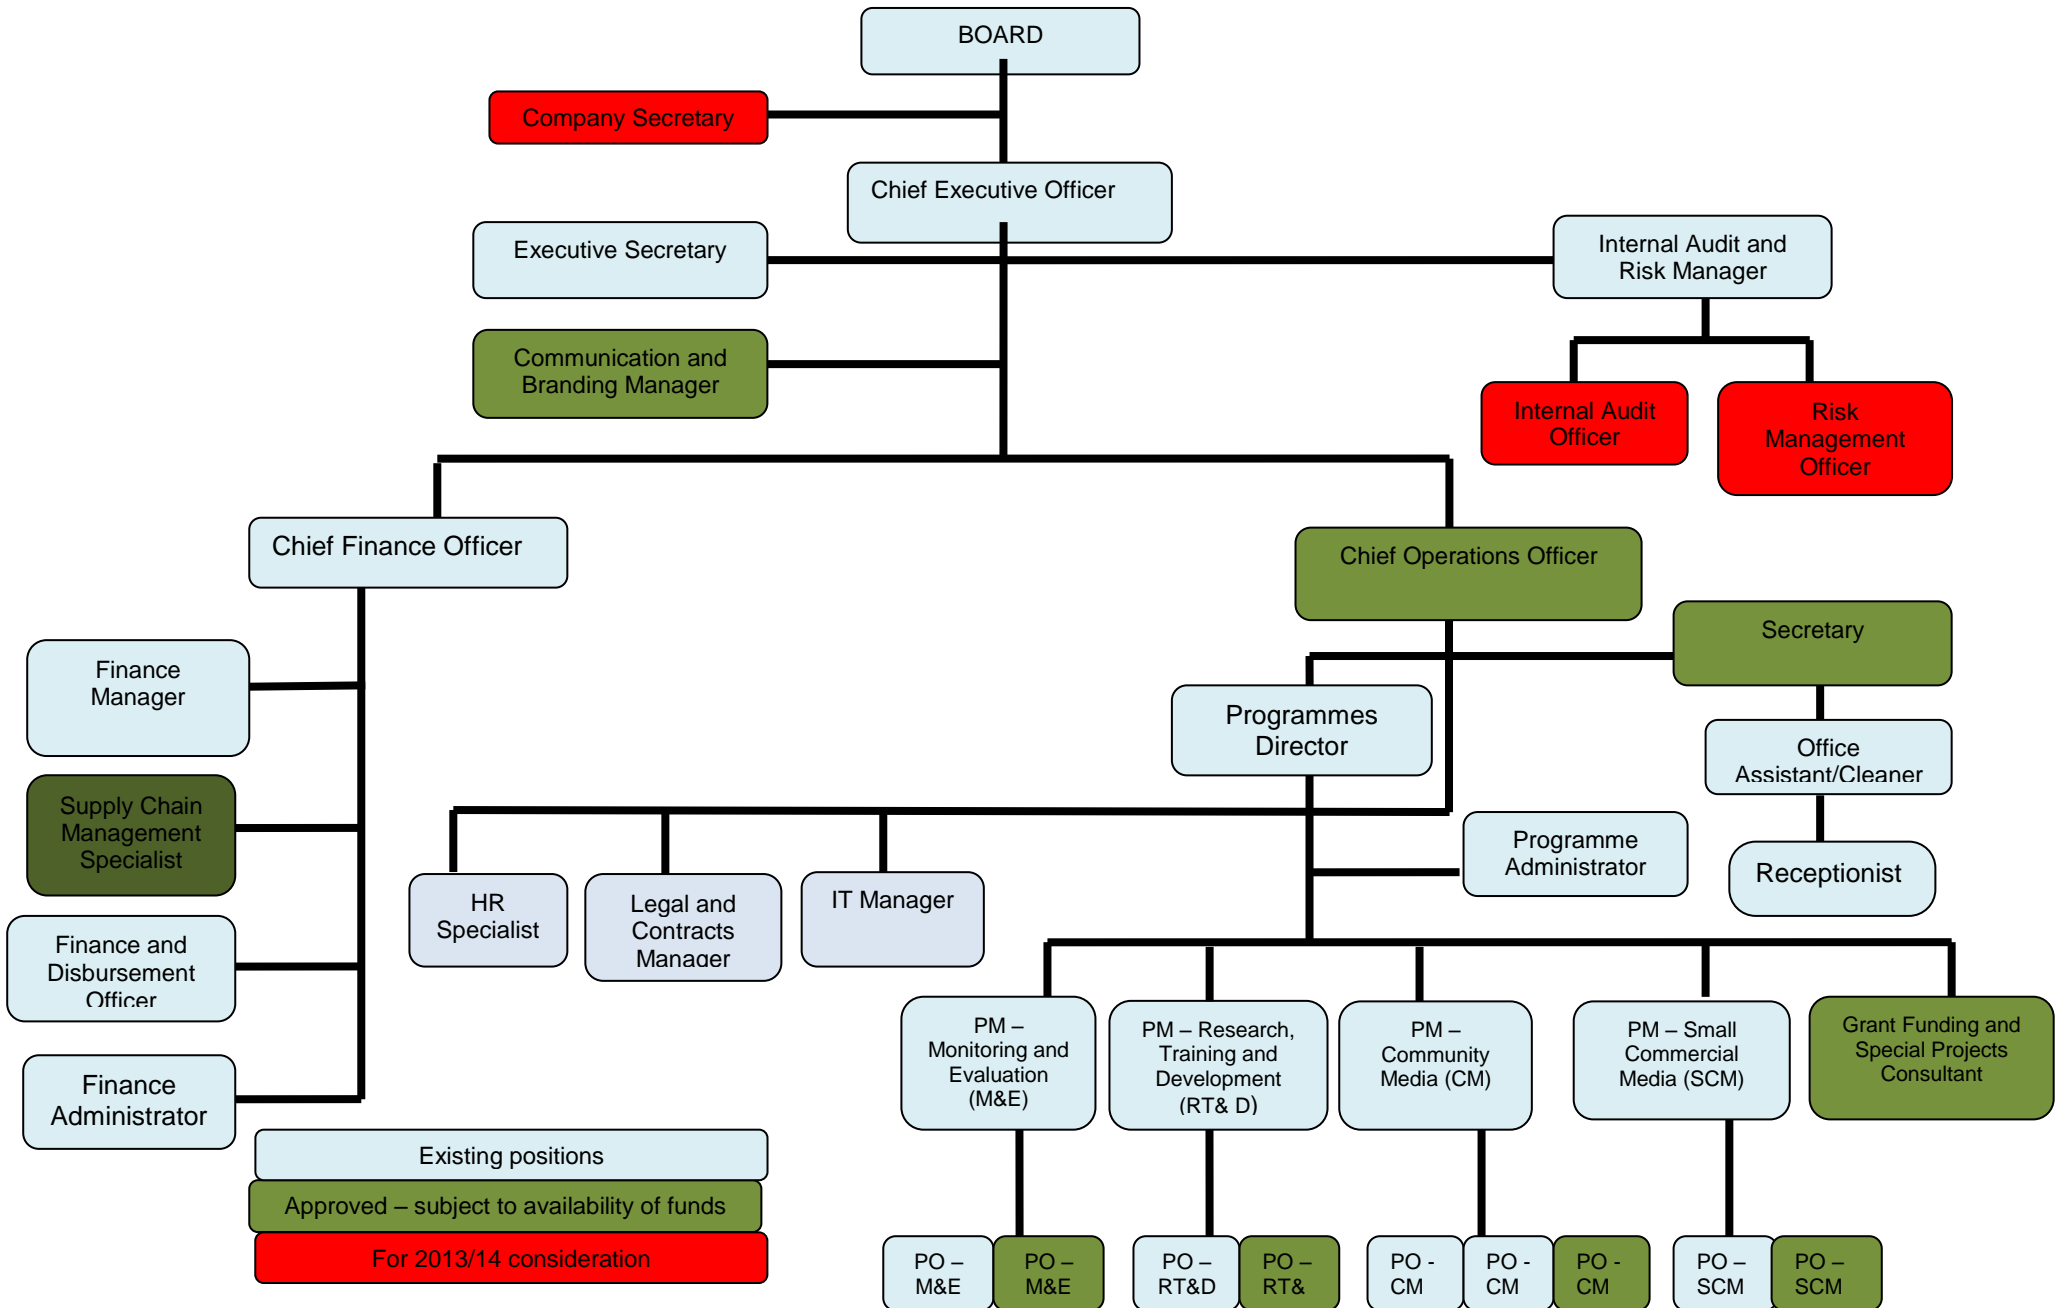 BOARD
Company Secretary
Chief Executive Officer
Executive Secretary
Internal Audit and
Risk Manager
Communication and
Branding Manager
Internal Audit
Officer
Risk
Management
Officer
Chief Finance Officer
Chief Operations Officer
Secretary
Finance
Manager
Programmes
Director
Office
Assistant/Cleaner
Supply Chain
Management
Specialist
Programme
Administrator
Receptionist
HR
Specialist
Legal and
Contracts
Manager
IT Manager
Finance and
Disbursement
Officer
PM –
Monitoring and
Evaluation
(M&E)
PM – Research,
Training and
Development
(RT& D)
PM –
Community
Media (CM)
PM – Small
Commercial
Media (SCM)
Grant Funding and
Special Projects
Consultant
Finance
Administrator
Existing positions
Approved – subject to availability of funds
For 2013/14 consideration
PO –
M&E
PO –
M&E
PO –
RT&D
PO –
RT&
PO -
CM
PO -
CM
PO -
CM
PO –
SCM
PO –
SCM